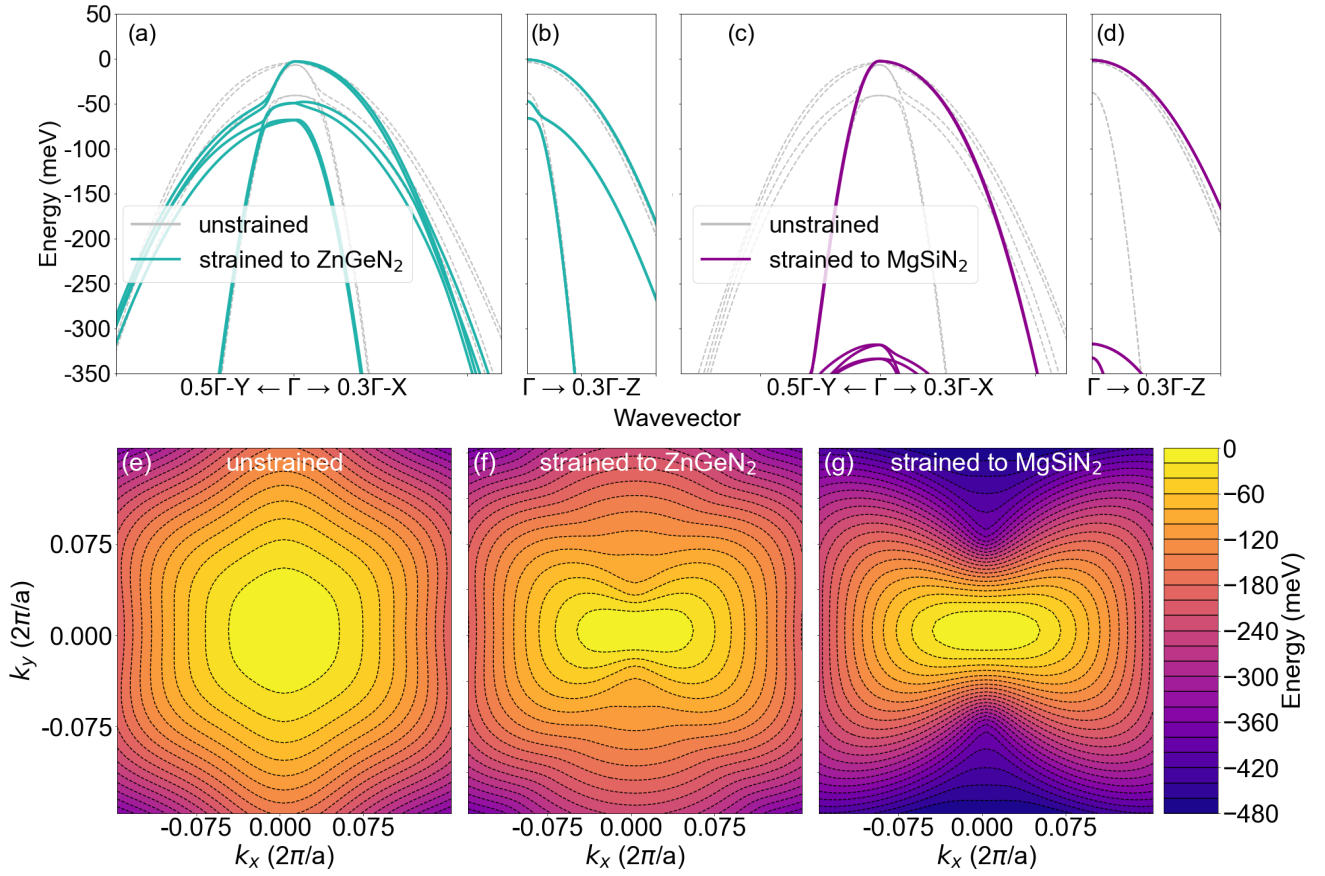 (a)
(b)
(c)
(d)
50
0
-50
-100
-150
-200
-250
-300
-350
Energy (meV)
unstrained
strained to ZnGeN₂
unstrained
strained to MgSiN₂
0.5Γ-Y ← Γ → 0.3Γ-X
Γ → 0.3Γ-Z
0.5Γ-Y ← Γ → 0.3Γ-X
Γ → 0.3Γ-Z
Wavevector
(e) unstrained
(f) strained to ZnGeN₂
(g) strained to MgSiN₂
0.075
0.000
-0.075
k_y (2π/a)
-0.075 0.000 0.075
k_x (2π/a)
-0.075 0.000 0.075
k_x (2π/a)
-0.075 0.000 0.075
k_x (2π/a)
0
−60
−120
−180
−240
−300
−360
−420
−480
Energy (meV)